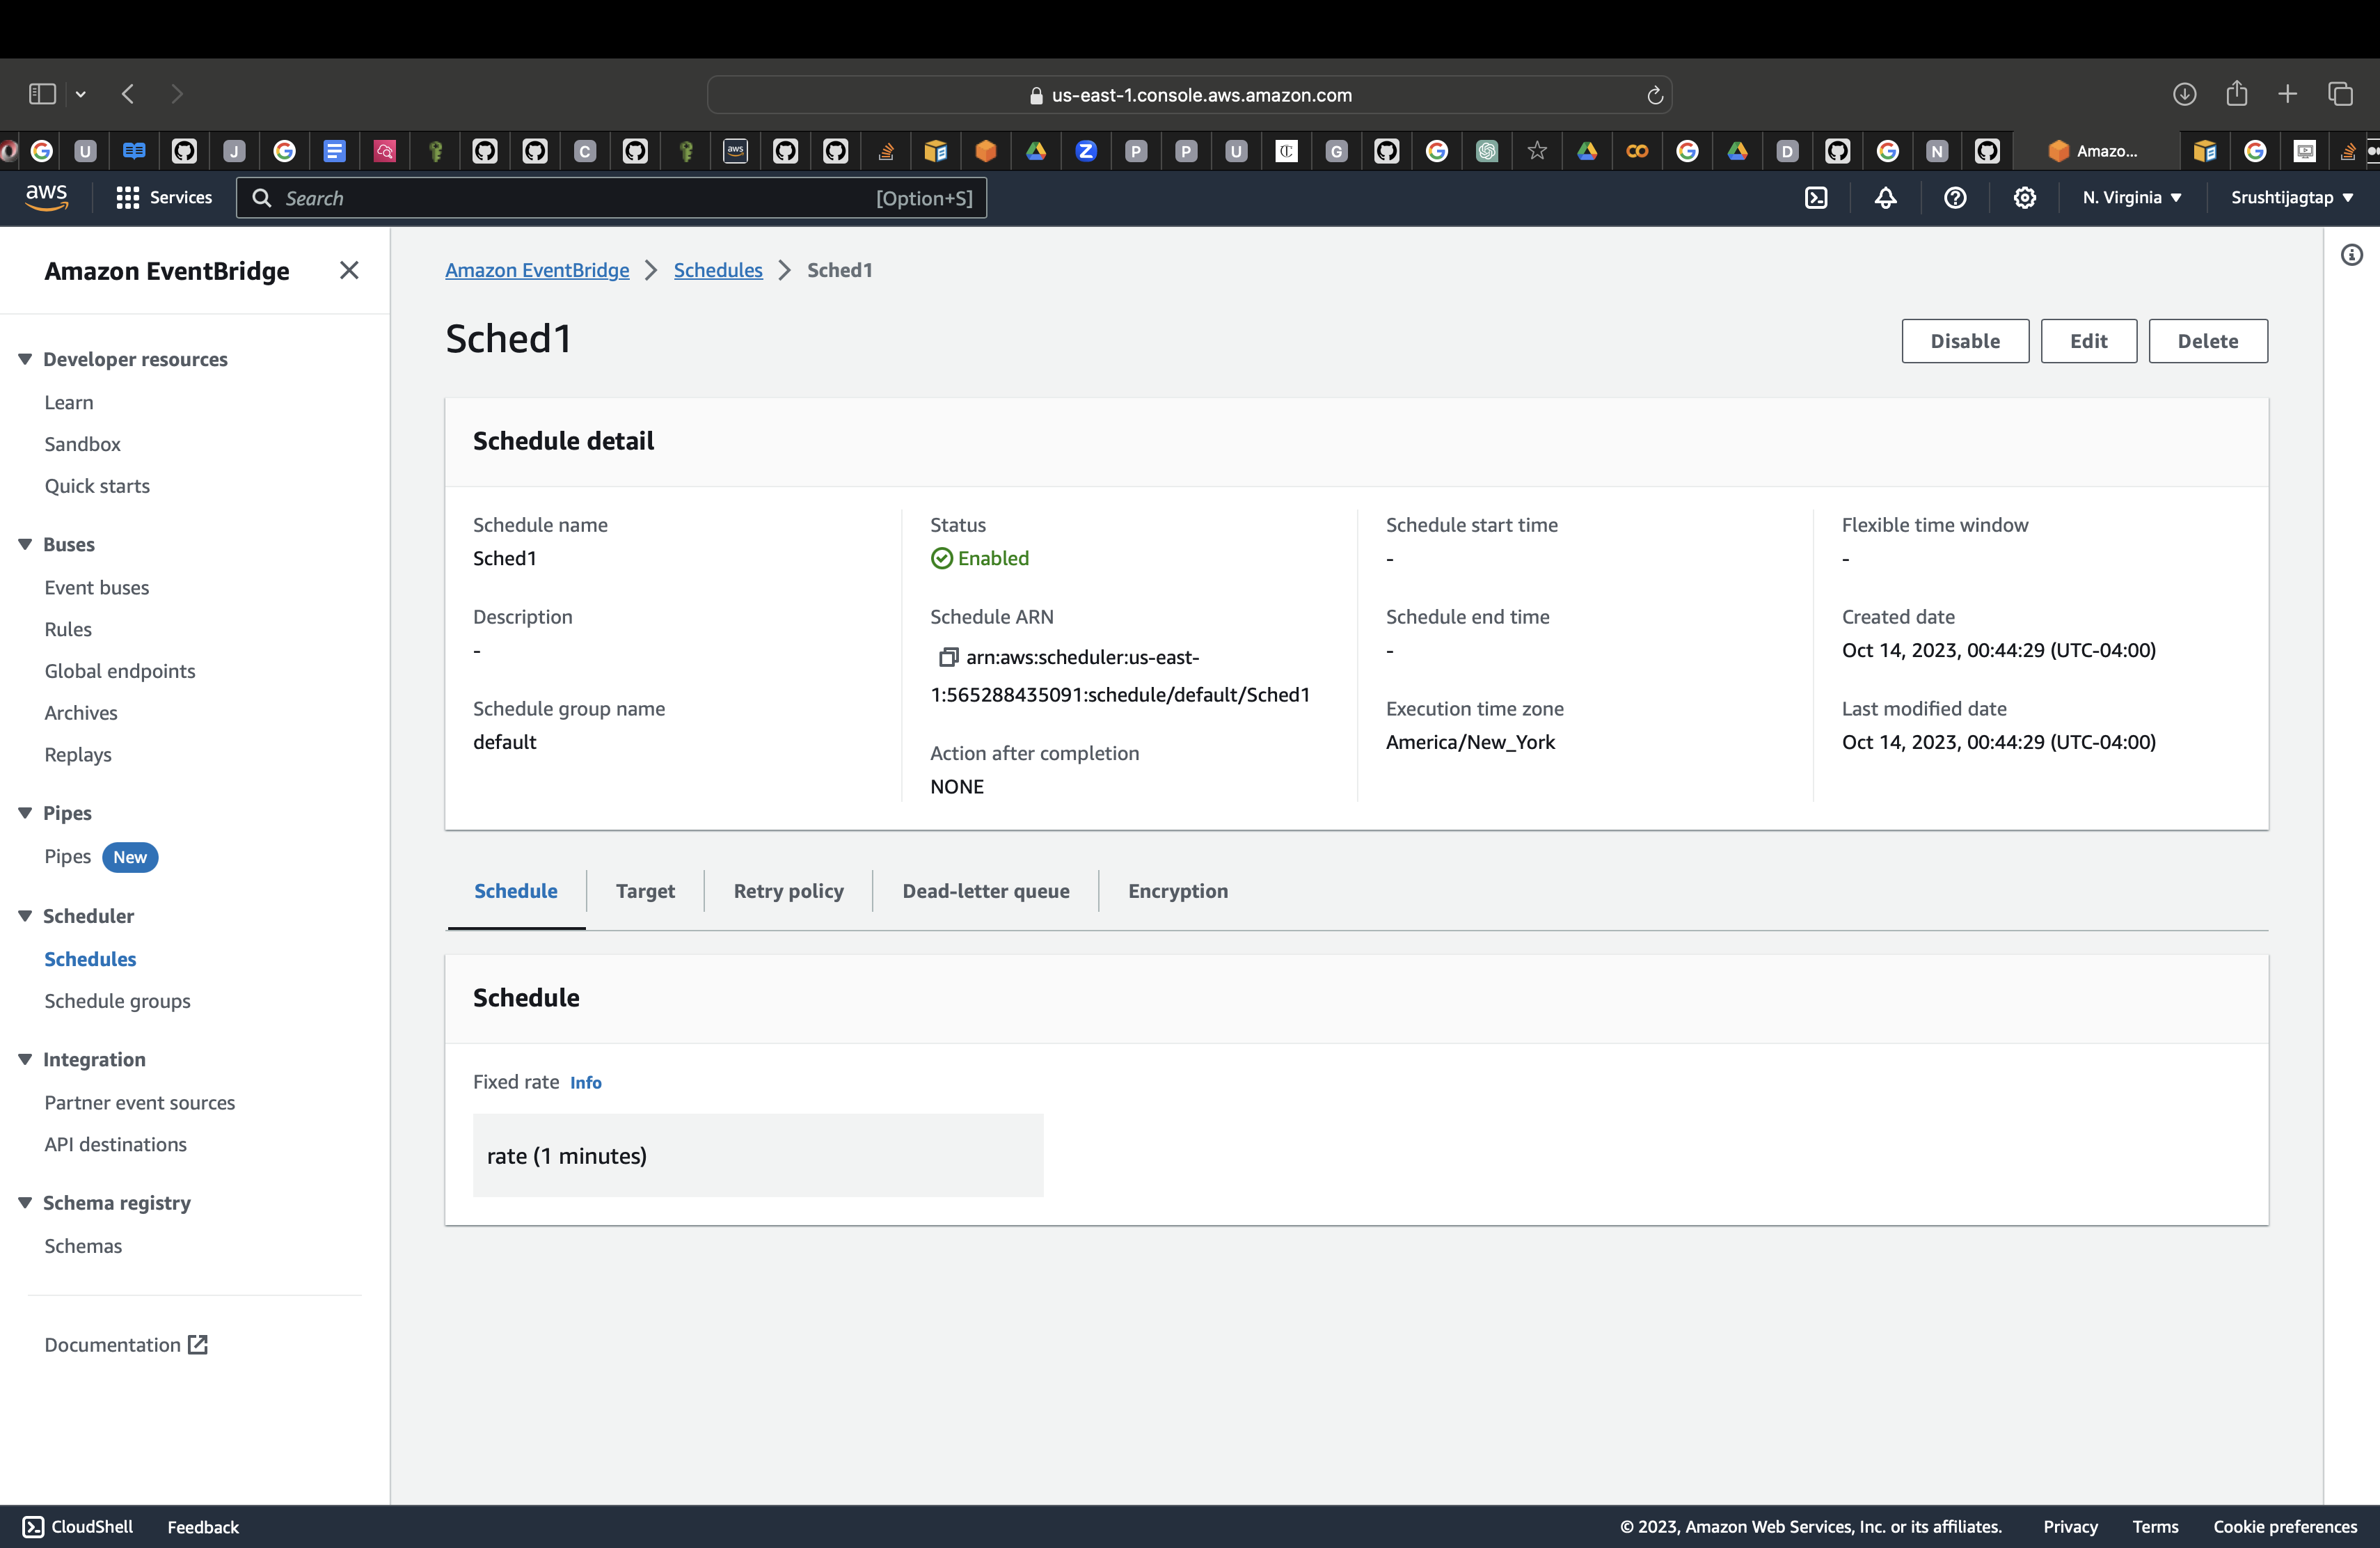 us-east-1.console.aws.amazon.com
U
J
C
aws
Z
P
P
U
G
D
N
Amazo...
aws
Services
Search
[Option+S]
N. Virginia
Srushtijagtap
Amazon EventBridge
Developer resources
Learn
Sandbox
Quick starts
Buses
Event buses
Rules
Global endpoints
Archives
Replays
Pipes
Pipes New
Scheduler
Schedules
Schedule groups
Integration
Partner event sources
API destinations
Schema registry
Schemas
Documentation
Amazon EventBridge > Schedules > Sched1
Sched1
Disable
Edit
Delete
Schedule detail
Schedule name
Sched1
Description
-
Schedule group name
default
Status
Enabled
Schedule ARN
arn:aws:scheduler:us-east-
1:565288435091:schedule/default/Sched1
Action after completion
NONE
Schedule start time
-
Schedule end time
-
Execution time zone
America/New_York
Flexible time window
-
Created date
Oct 14, 2023, 00:44:29 (UTC-04:00)
Last modified date
Oct 14, 2023, 00:44:29 (UTC-04:00)
Schedule
Target
Retry policy
Dead-letter queue
Encryption
Schedule
Fixed rate Info
rate (1 minutes)
CloudShell
Feedback
© 2023, Amazon Web Services, Inc. or its affiliates.
Privacy
Terms
Cookie preferences